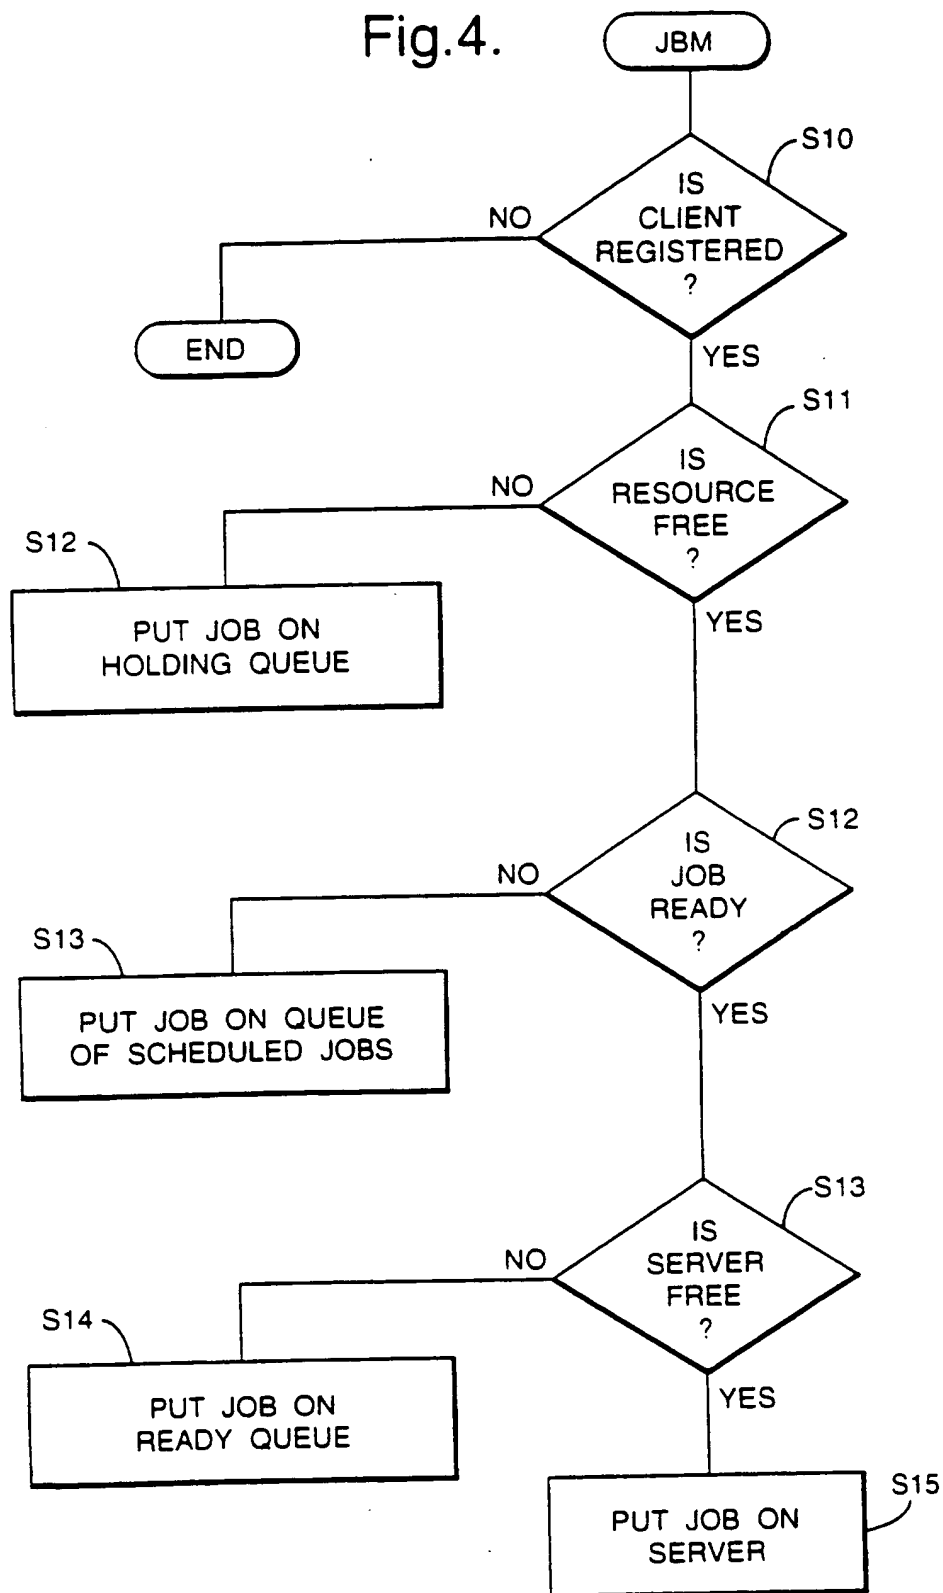 Fig.4.
JBM
S10
IS
CLIENT
REGISTERED
?
NO
END
YES
S11
IS
RESOURCE
FREE
?
NO
S12
PUT JOB ON
HOLDING QUEUE
YES
S12
IS
JOB
READY
?
NO
S13
PUT JOB ON QUEUE
OF SCHEDULED JOBS
YES
S13
IS
SERVER
FREE
?
NO
S14
PUT JOB ON
READY QUEUE
YES
S15
PUT JOB ON
SERVER